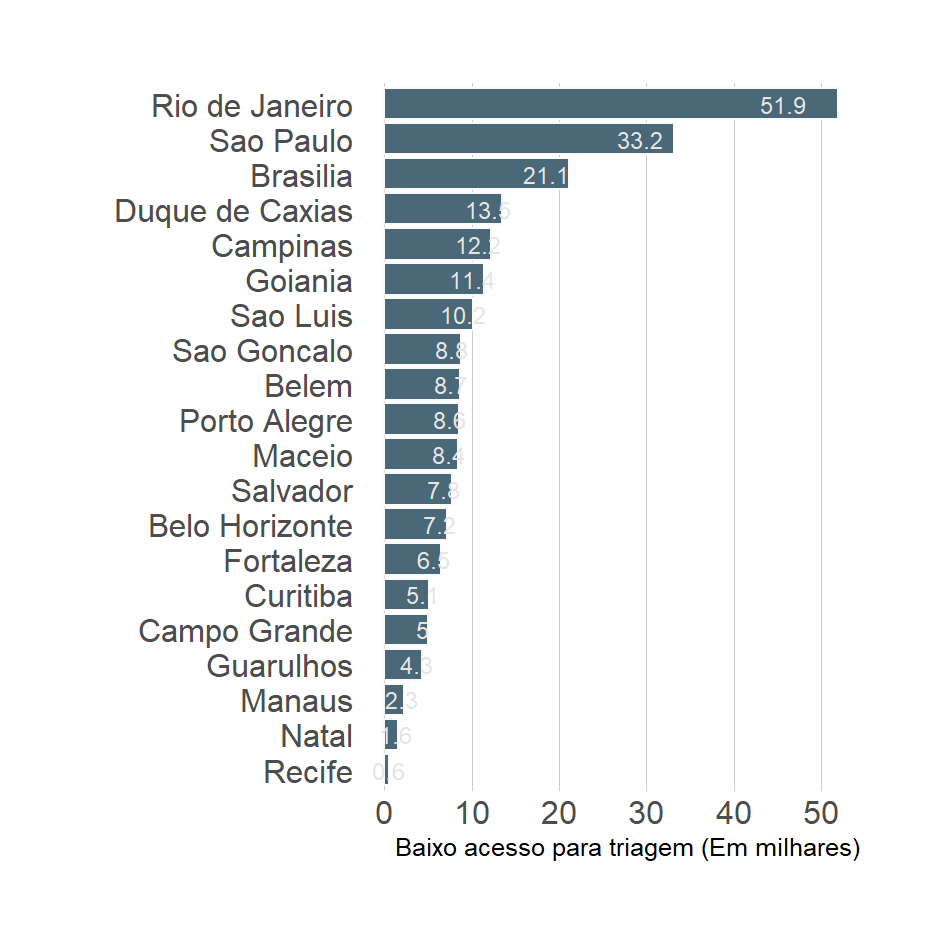 Rio de Janeiro 51.9
Sao Paulo 33.2
Brasilia 21.1
Duque de Caxias 13.5
Campinas 12.2
Goiania 11.4
Sao Luis 10.2
Sao Goncalo 8.8
Belem 8.7
Porto Alegre 8.6
Maceio 8.4
Salvador 7.8
Belo Horizonte 7.2
Fortaleza 6.5
Curitiba 5.1
Campo Grande 5
Guarulhos 4.3
Manaus 2.3
Natal 1.6
Recife 0.6
0 10 20 30 40 50
Baixo acesso para triagem (Em milhares)